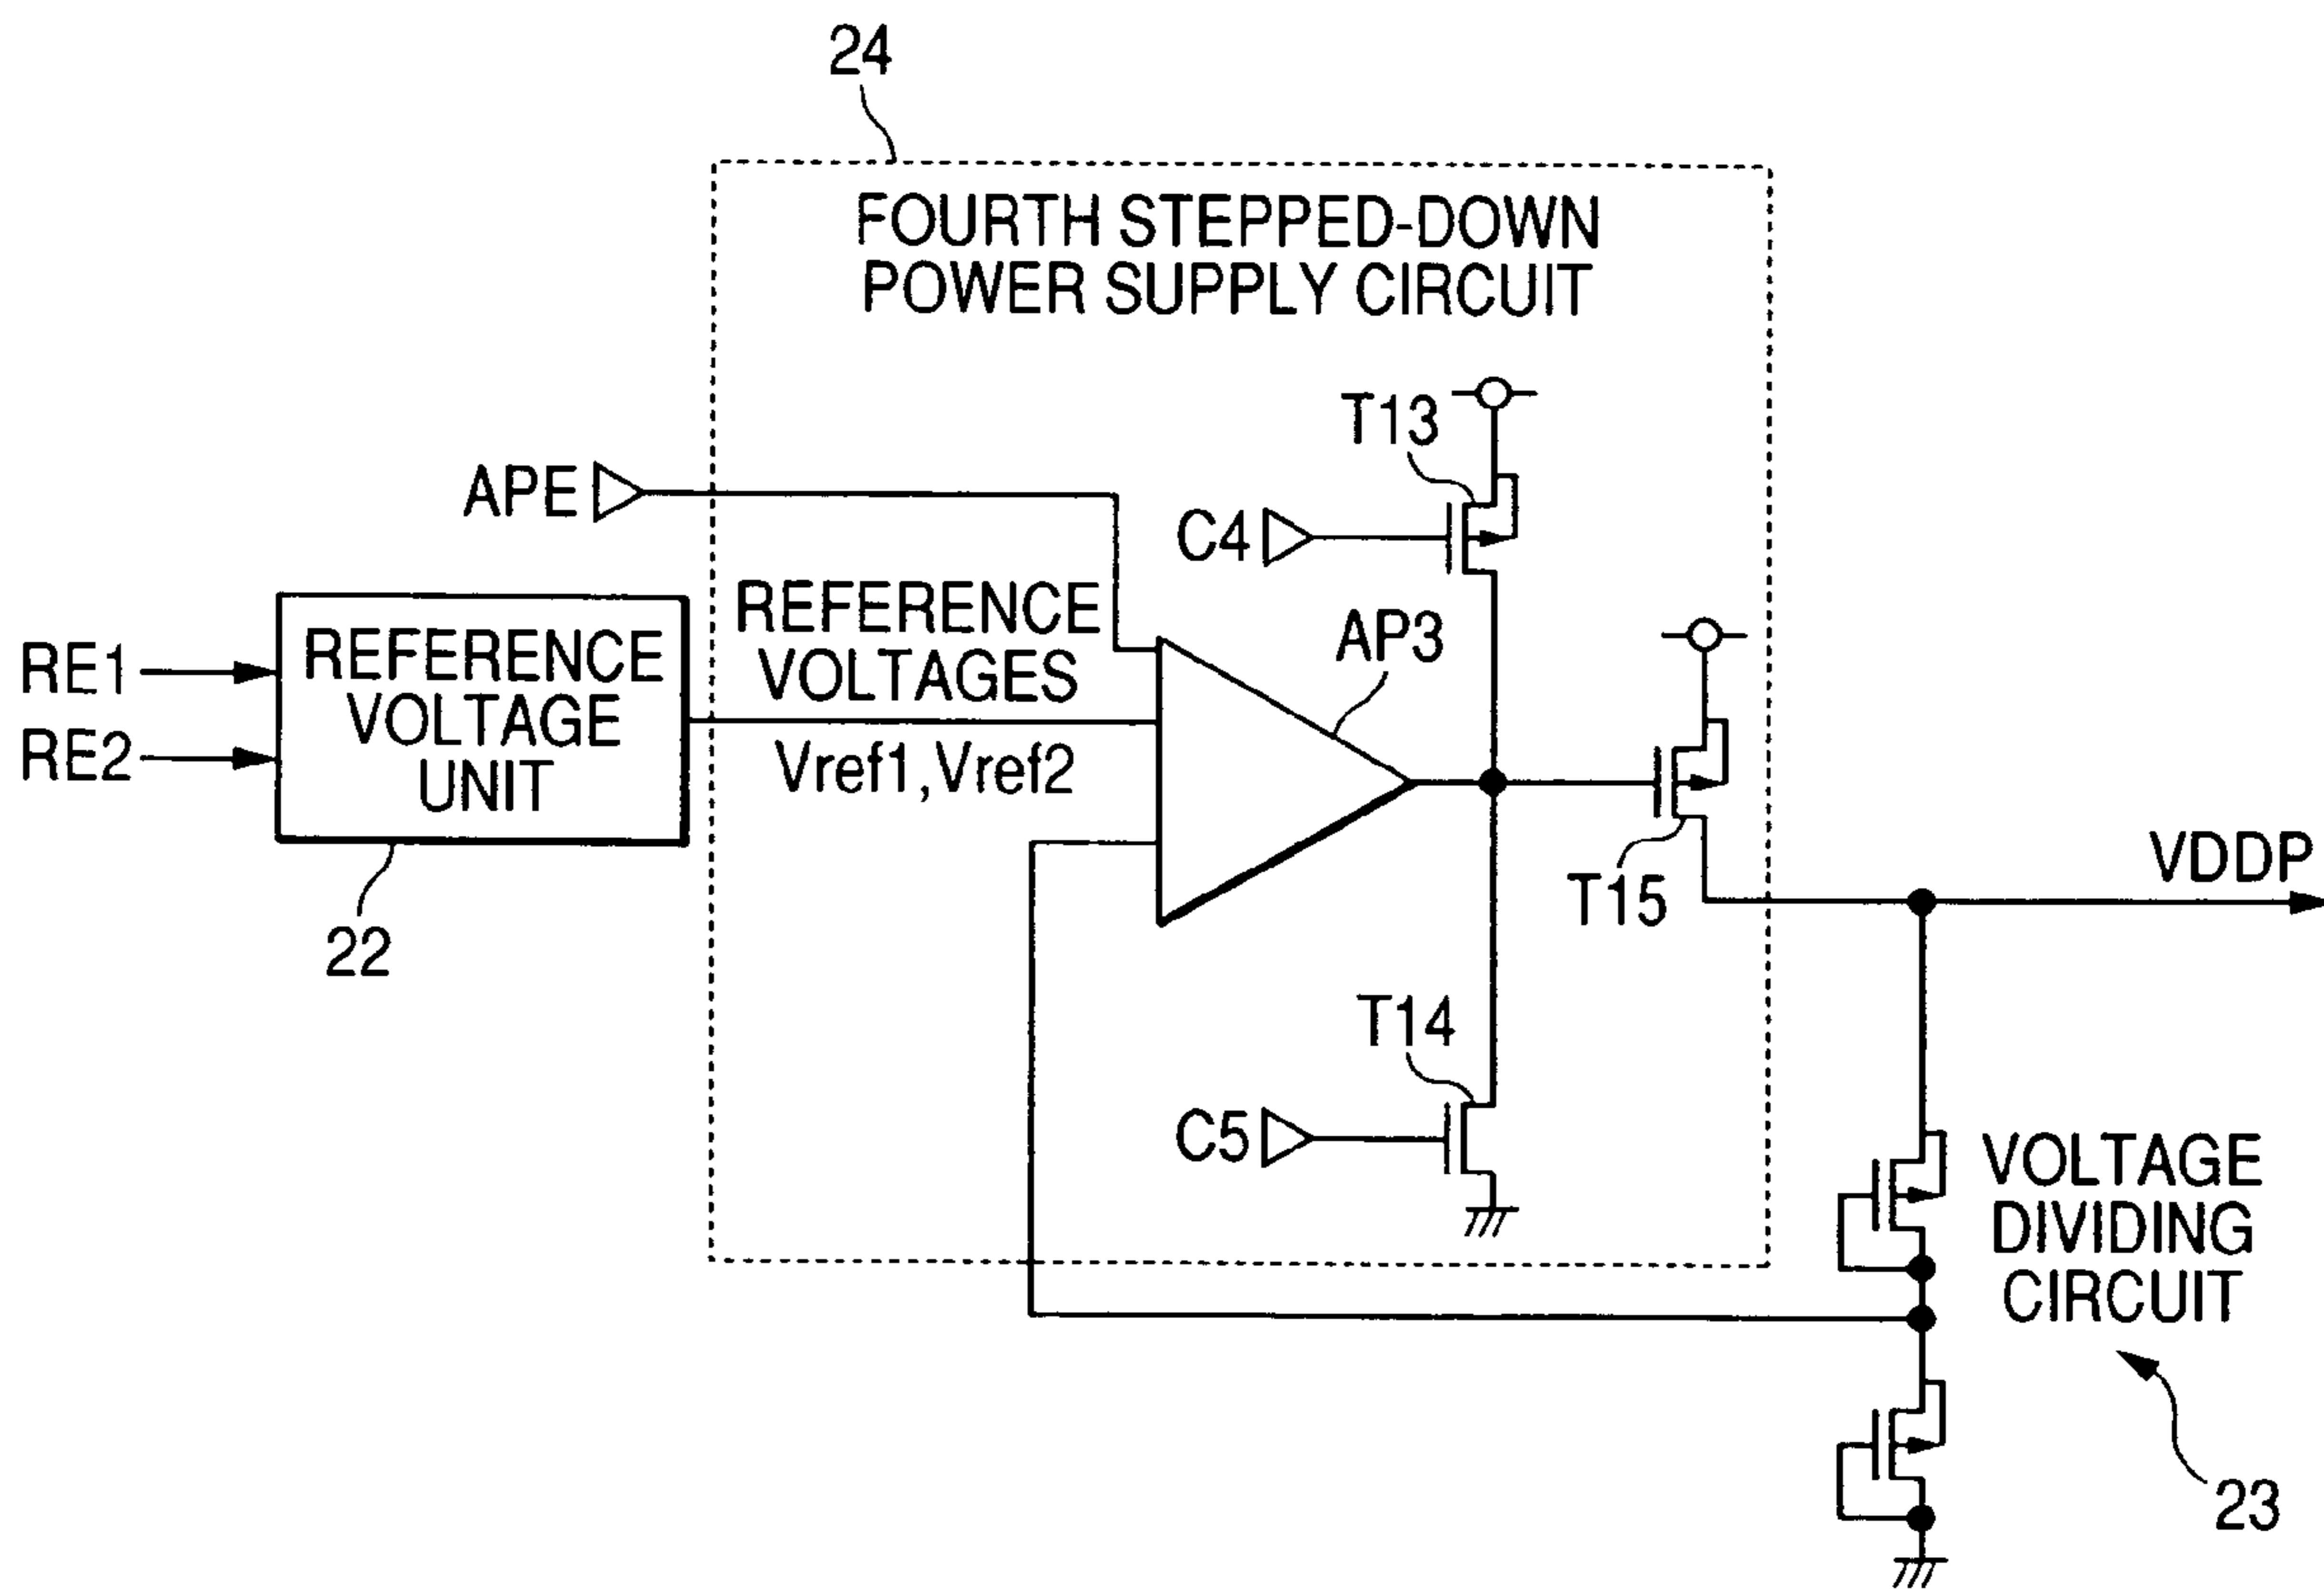 24
FOURTH STEPPED-DOWN
POWER SUPPLY CIRCUIT
T13
APE
C4
REFERENCE
VOLTAGES
AP3
RE1
RE2
REFERENCE
VOLTAGE
UNIT
Vref1,Vref2
22
T15
VDDP
T14
C5
VOLTAGE
DIVIDING
CIRCUIT
23